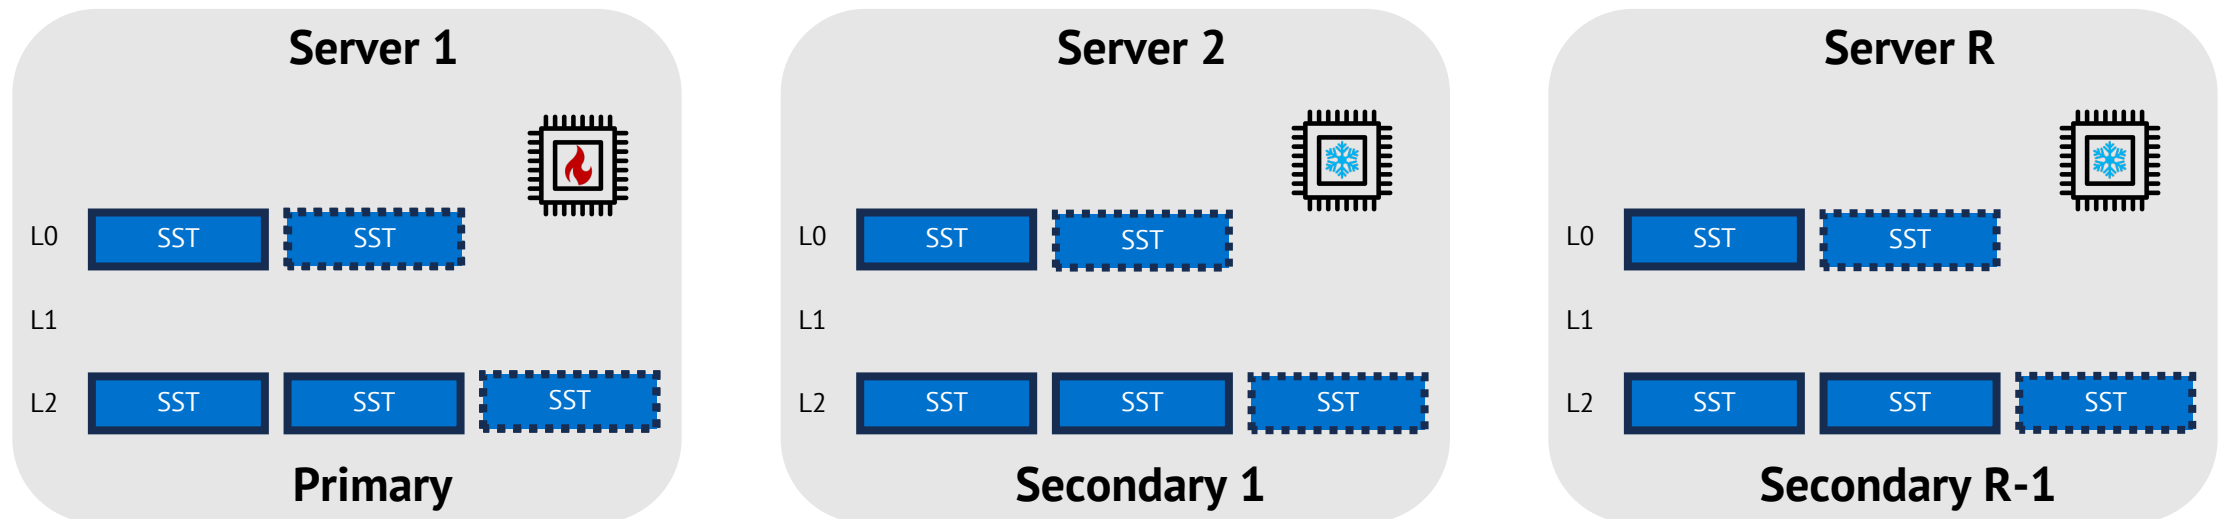 Server 1
L0 SST SST
L1
L2 SST SST SST
Primary
Server 2
L0 SST SST
L1
L2 SST SST SST
Secondary 1
Server R
L0 SST SST
L1
L2 SST SST SST
Secondary R-1